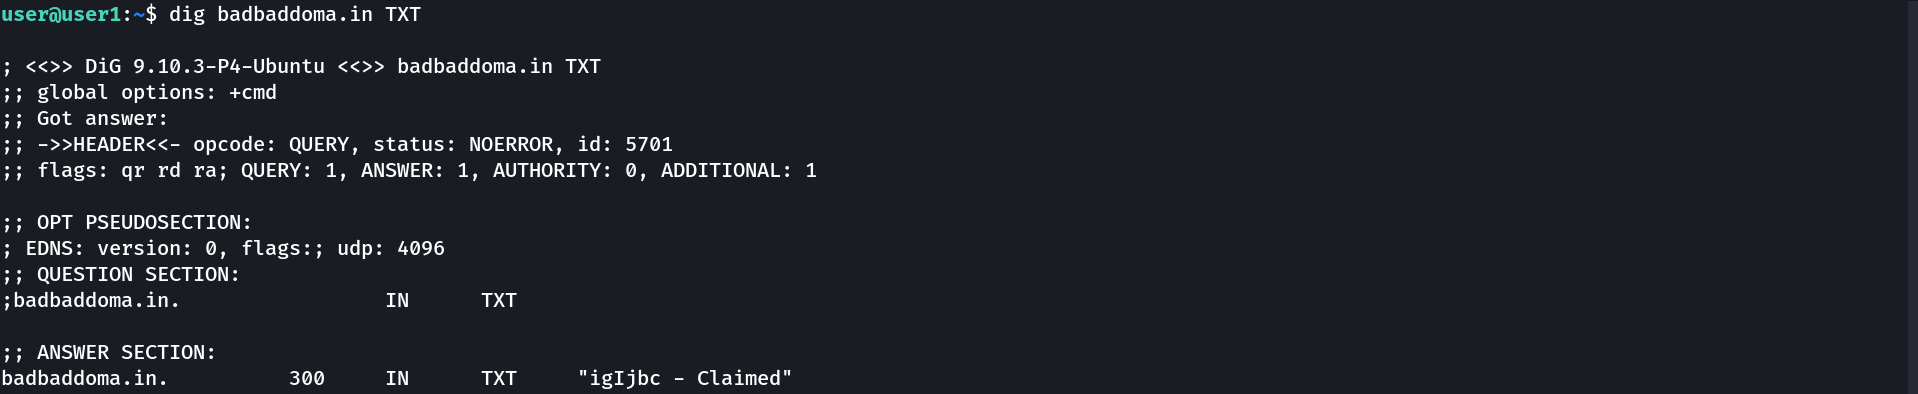 user@user1:~$ dig badbaddoma.in TXT
; <<>> DiG 9.10.3-P4-Ubuntu <<>> badbaddoma.in TXT
;; global options: +cmd
;; Got answer:
;; ->>HEADER<<- opcode: QUERY, status: NOERROR, id: 5701
;; flags: qr rd ra; QUERY: 1, ANSWER: 1, AUTHORITY: 0, ADDITIONAL: 1
;; OPT PSEUDOSECTION:
; EDNS: version: 0, flags:; udp: 4096
;; QUESTION SECTION:
;badbaddoma.in. IN TXT
;; ANSWER SECTION:
badbaddoma.in. 300 IN TXT "igIjbc - Claimed"